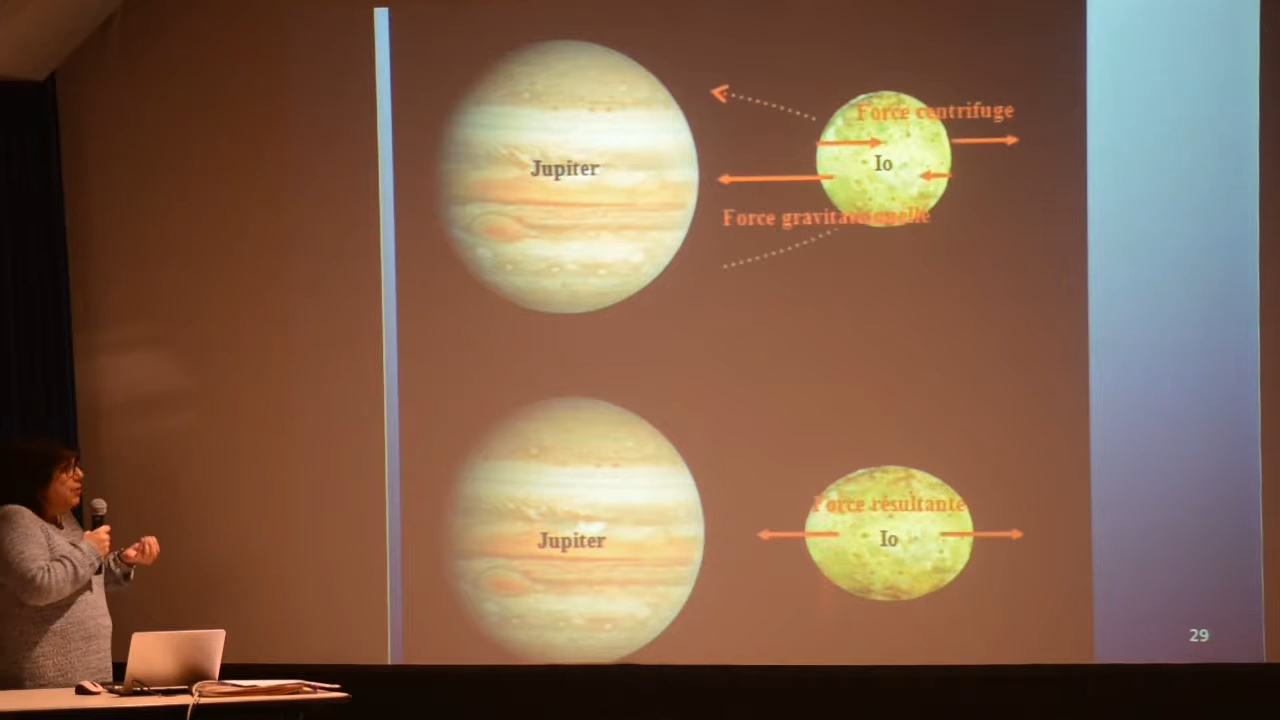 Force centrifuge
Jupiter
Io
Force gravitationnelle
Force résultante
Jupiter
Io
29